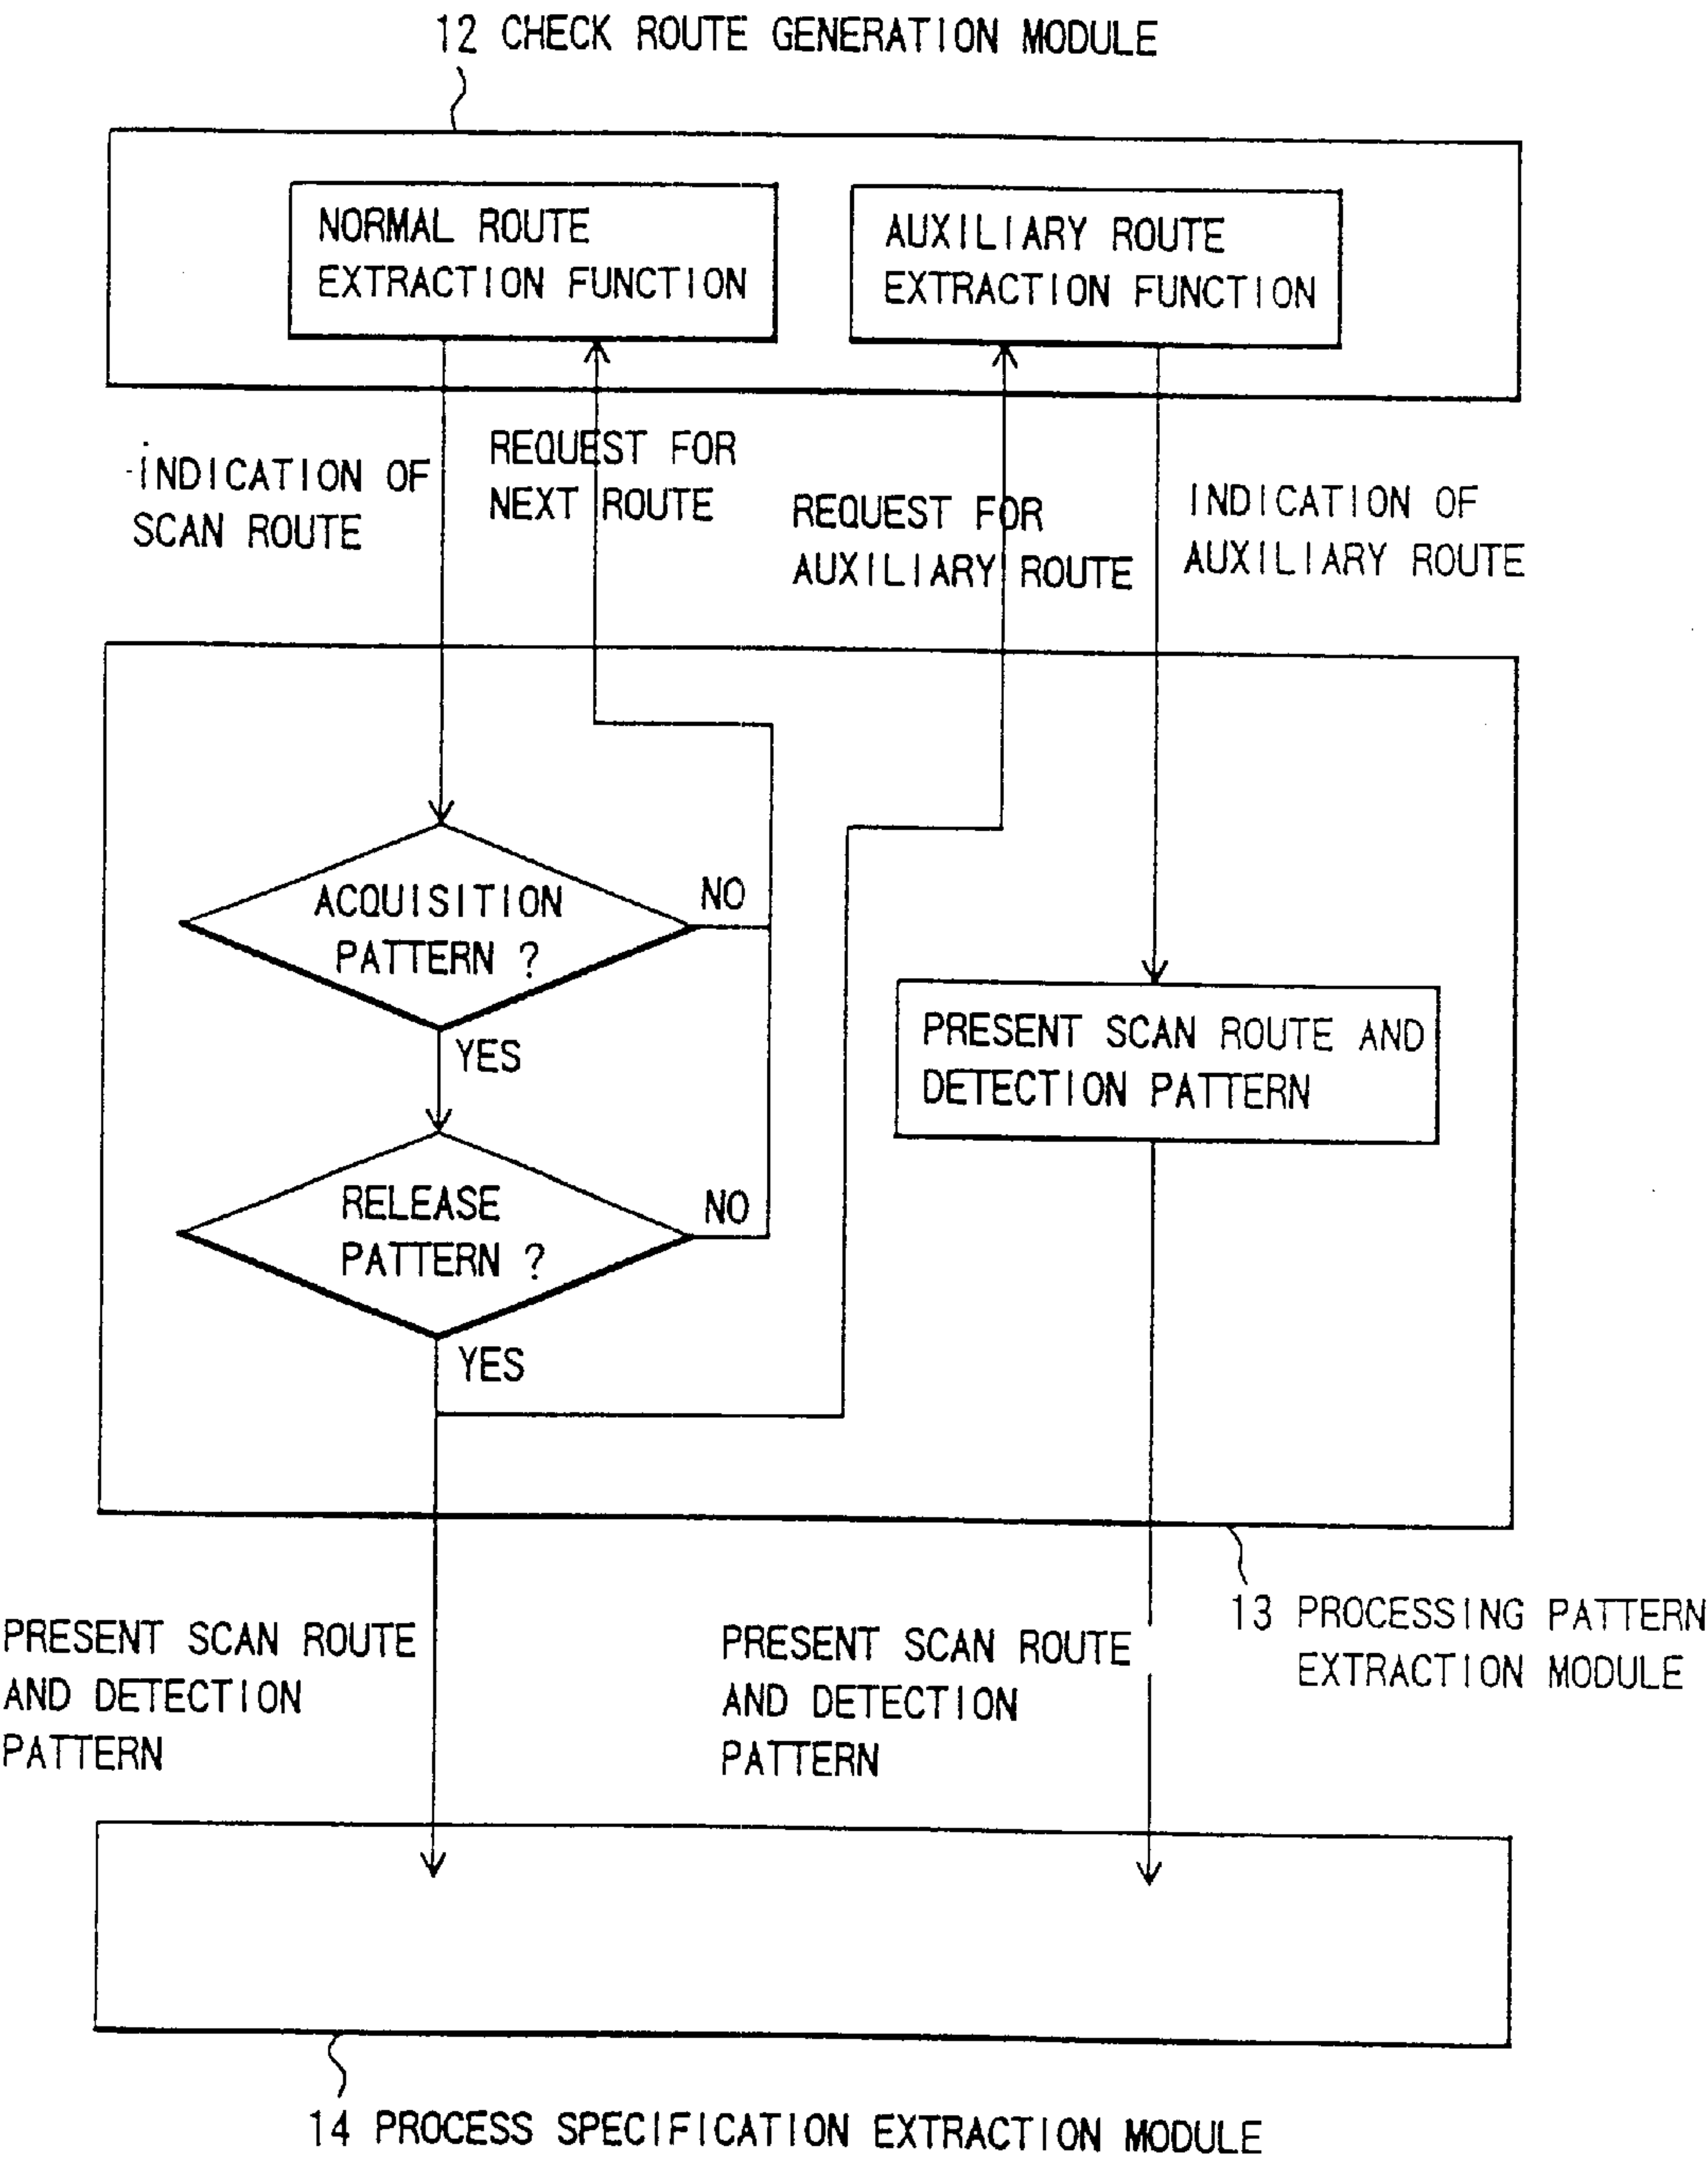 12 CHECK ROUTE GENERATION MODULE
NORMAL ROUTE
EXTRACTION FUNCTION
AUXILIARY ROUTE
EXTRACTION FUNCTION
INDICATION OF
SCAN ROUTE
REQUEST FOR
NEXT ROUTE
REQUEST FOR
AUXILIARY ROUTE
INDICATION OF
AUXILIARY ROUTE
ACQUISITION
PATTERN ?
NO
YES
RELEASE
PATTERN ?
NO
YES
PRESENT SCAN ROUTE AND
DETECTION PATTERN
13 PROCESSING PATTERN
EXTRACTION MODULE
PRESENT SCAN ROUTE
AND DETECTION
PATTERN
PRESENT SCAN ROUTE
AND DETECTION
PATTERN
14 PROCESS SPECIFICATION EXTRACTION MODULE